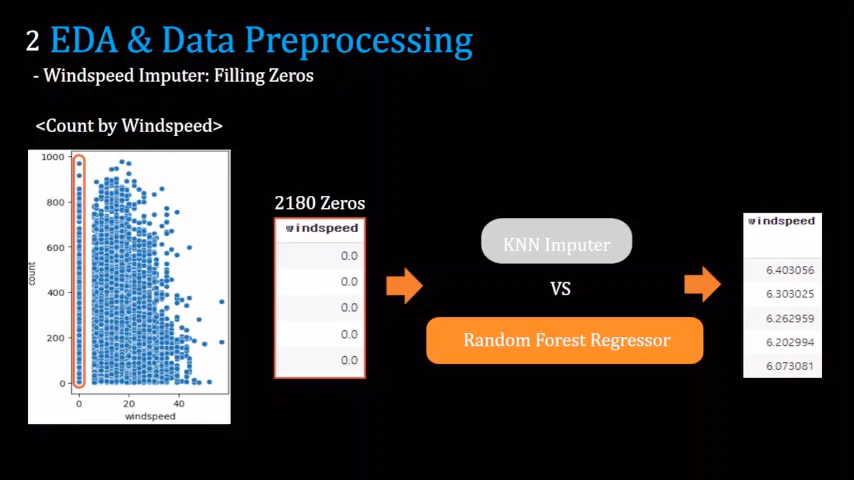 2 EDA & Data Preprocessing
- Windspeed Imputer: Filling Zeros
<Count by Windspeed>
1000
800
600
400
200
0
count
0 20 40
windspeed
2180 Zeros
windspeed
0.0
0.0
0.0
0.0
0.0
KNN Imputer
VS
Random Forest Regressor
windspeed
6.403056
6.303025
6.262959
6.202994
6.073081